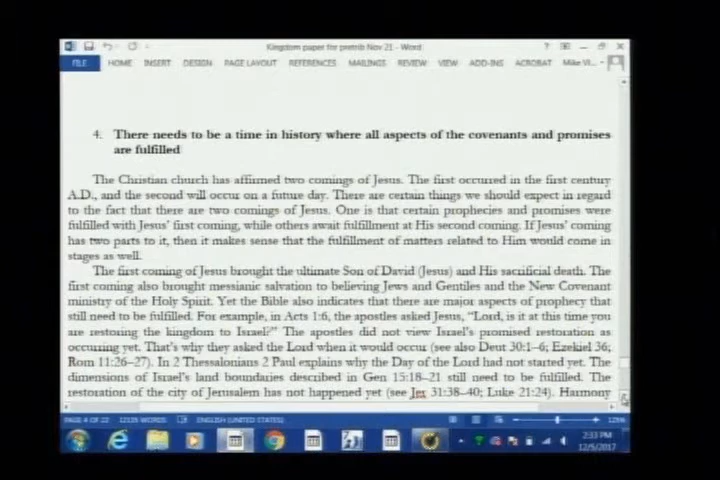 Kingdom paper for pretrib Nov 21 - Word
FILE HOME INSERT DESIGN PAGE LAYOUT REFERENCES MAILINGS REVIEW VIEW ADD-INS ACROBAT Mike Vl...
4. There needs to be a time in history where all aspects of the covenants and promises
are fulfilled
The Christian church has affirmed two comings of Jesus. The first occurred in the first century
A.D., and the second will occur on a future day. There are certain things we should expect in regard
to the fact that there are two comings of Jesus. One is that certain prophecies and promises were
fulfilled with Jesus' first coming, while others await fulfillment at His second coming. If Jesus' coming
has two parts to it, then it makes sense that the fulfillment of matters related to Him would come in
stages as well.
The first coming of Jesus brought the ultimate Son of David (Jesus) and His sacrificial death. The
first coming also brought messianic salvation to believing Jews and Gentiles and the New Covenant
ministry of the Holy Spirit. Yet the Bible also indicates that there are major aspects of prophecy that
still need to be fulfilled. For example, in Acts 1:6, the apostles asked Jesus, "Lord, is it at this time you
are restoring the kingdom to Israel?" The apostles did not view Israel's promised restoration as
occurring yet. That's why they asked the Lord when it would occur (see also Deut 30:1–6; Ezekiel 36;
Rom 11:26–27). In 2 Thessalonians 2 Paul explains why the Day of the Lord had not started yet. The
dimensions of Israel's land boundaries described in Gen 15:18–21 still need to be fulfilled. The
restoration of the city of Jerusalem has not happened yet (see Jer 31:38–40; Luke 21:24). Harmony
PAGE 4 OF 22 12135 WORDS ENGLISH (UNITED STATES) 125%
2:33 PM
12/5/2017